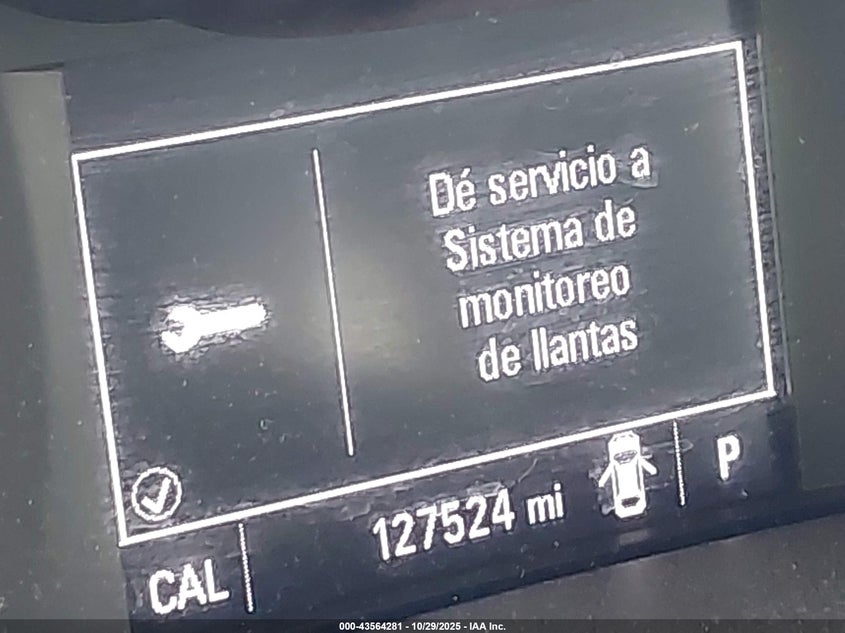 Dé servicio a
Sistema de
monitoreo
de llantas
127524 mi
P
CAL
000-43564281 - 10/29/2025 - IAA Inc.